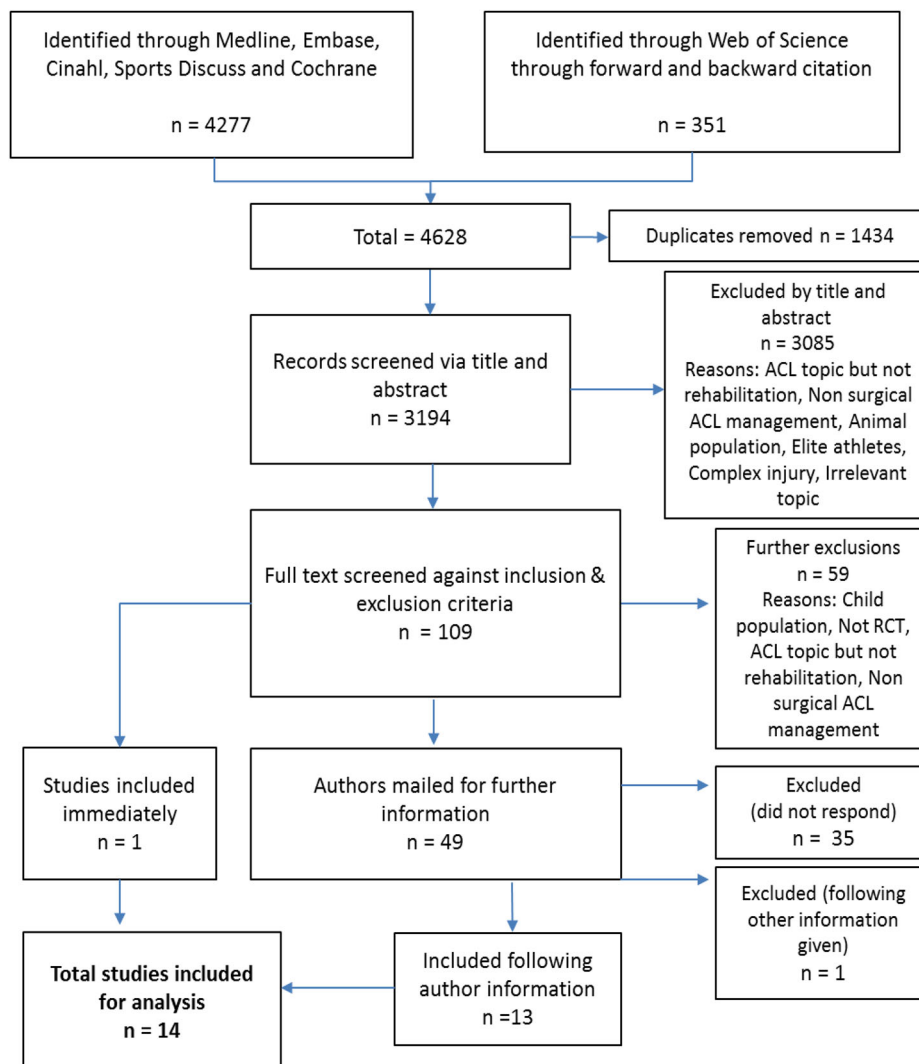 Identified through Medline, Embase,
Cinahl, Sports Discuss and Cochrane
n = 4277
Identified through Web of Science
through forward and backward citation
n = 351
Total = 4628
Duplicates removed n = 1434
Records screened via title and
abstract
n = 3194
Excluded by title and
abstract
n = 3085
Reasons: ACL topic but not
rehabilitation, Non surgical
ACL management, Animal
population, Elite athletes,
Complex injury, Irrelevant
topic
Full text screened against inclusion &
exclusion criteria
n = 109
Further exclusions
n = 59
Reasons: Child
population, Not RCT,
ACL topic but not
rehabilitation, Non
surgical ACL
management
Studies included
immediately
n = 1
Authors mailed for further
information
n = 49
Excluded
(did not respond)
n = 35
Excluded (following
other information
given)
n = 1
Total studies included
for analysis
n = 14
Included following
author information
n =13